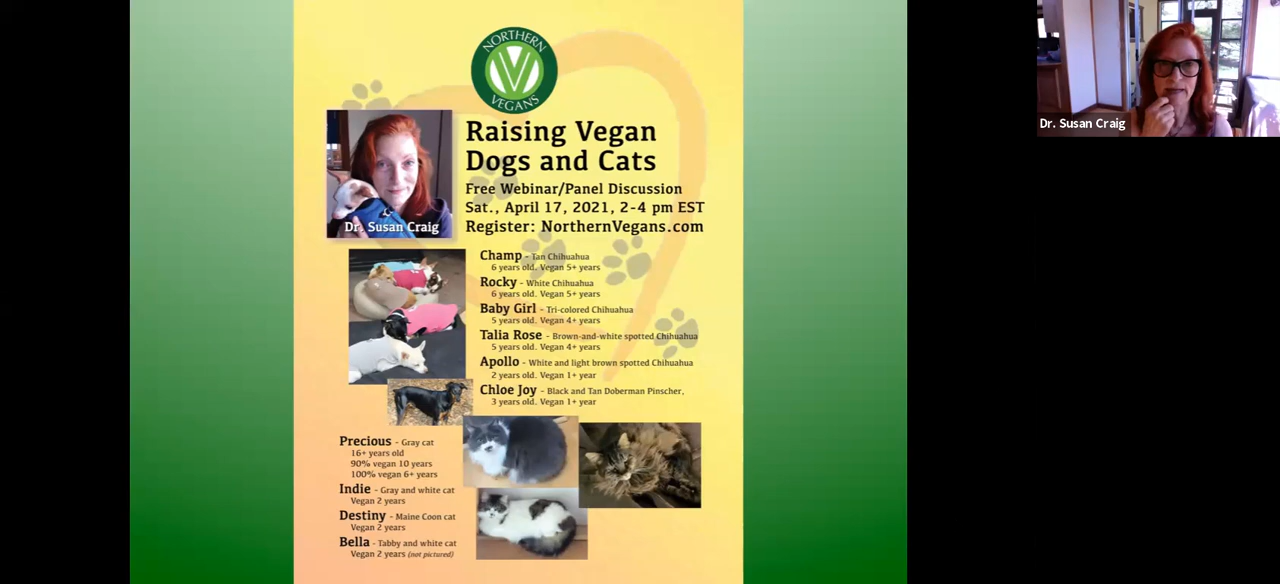 NORTHERN
VEGANS
Raising Vegan
Dogs and Cats
Free Webinar/Panel Discussion
Sat., April 17, 2021, 2-4 pm EST
Register: NorthernVegans.com
Dr. Susan Craig
Champ - Tan Chihuahua
6 years old. Vegan 5+ years
Rocky - White Chihuahua
6 years old. Vegan 5+ years
Baby Girl - Tri-colored Chihuahua
5 years old. Vegan 4+ years
Talia Rose - Brown-and-white spotted Chihuahua
5 years old. Vegan 4+ years
Apollo - White and light brown spotted Chihuahua
2 years old. Vegan 1+ year
Chloe Joy - Black and Tan Doberman Pinscher,
3 years old. Vegan 1+ year
Precious - Gray cat
16+ years old
90% vegan 10 years
100% vegan 6+ years
Indie - Gray and white cat
Vegan 2 years
Destiny - Maine Coon cat
Vegan 2 years
Bella - Tabby and white cat
Vegan 2 years (not pictured)
Dr. Susan Craig